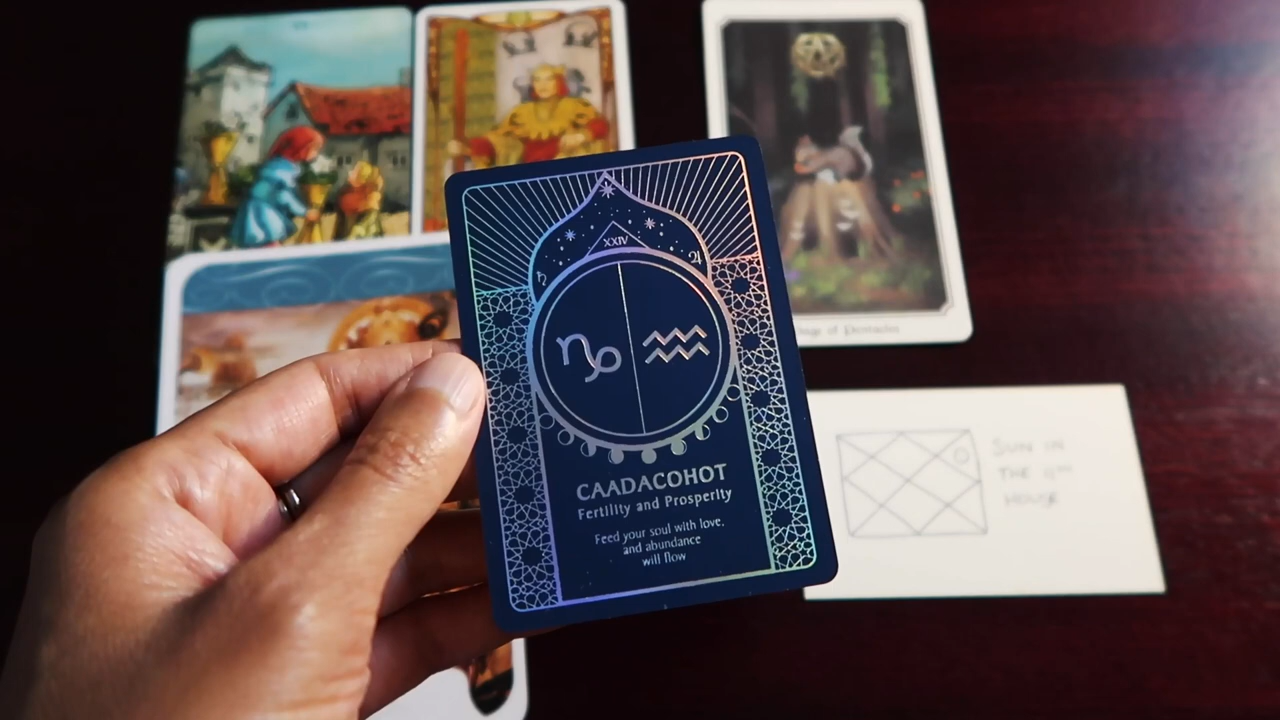 XXIV
CAADACOHOT
Fertility and Prosperity
Feed your soul with love,
and abundance
will flow
of Pentacles
SUN IN
THE
HOUSE